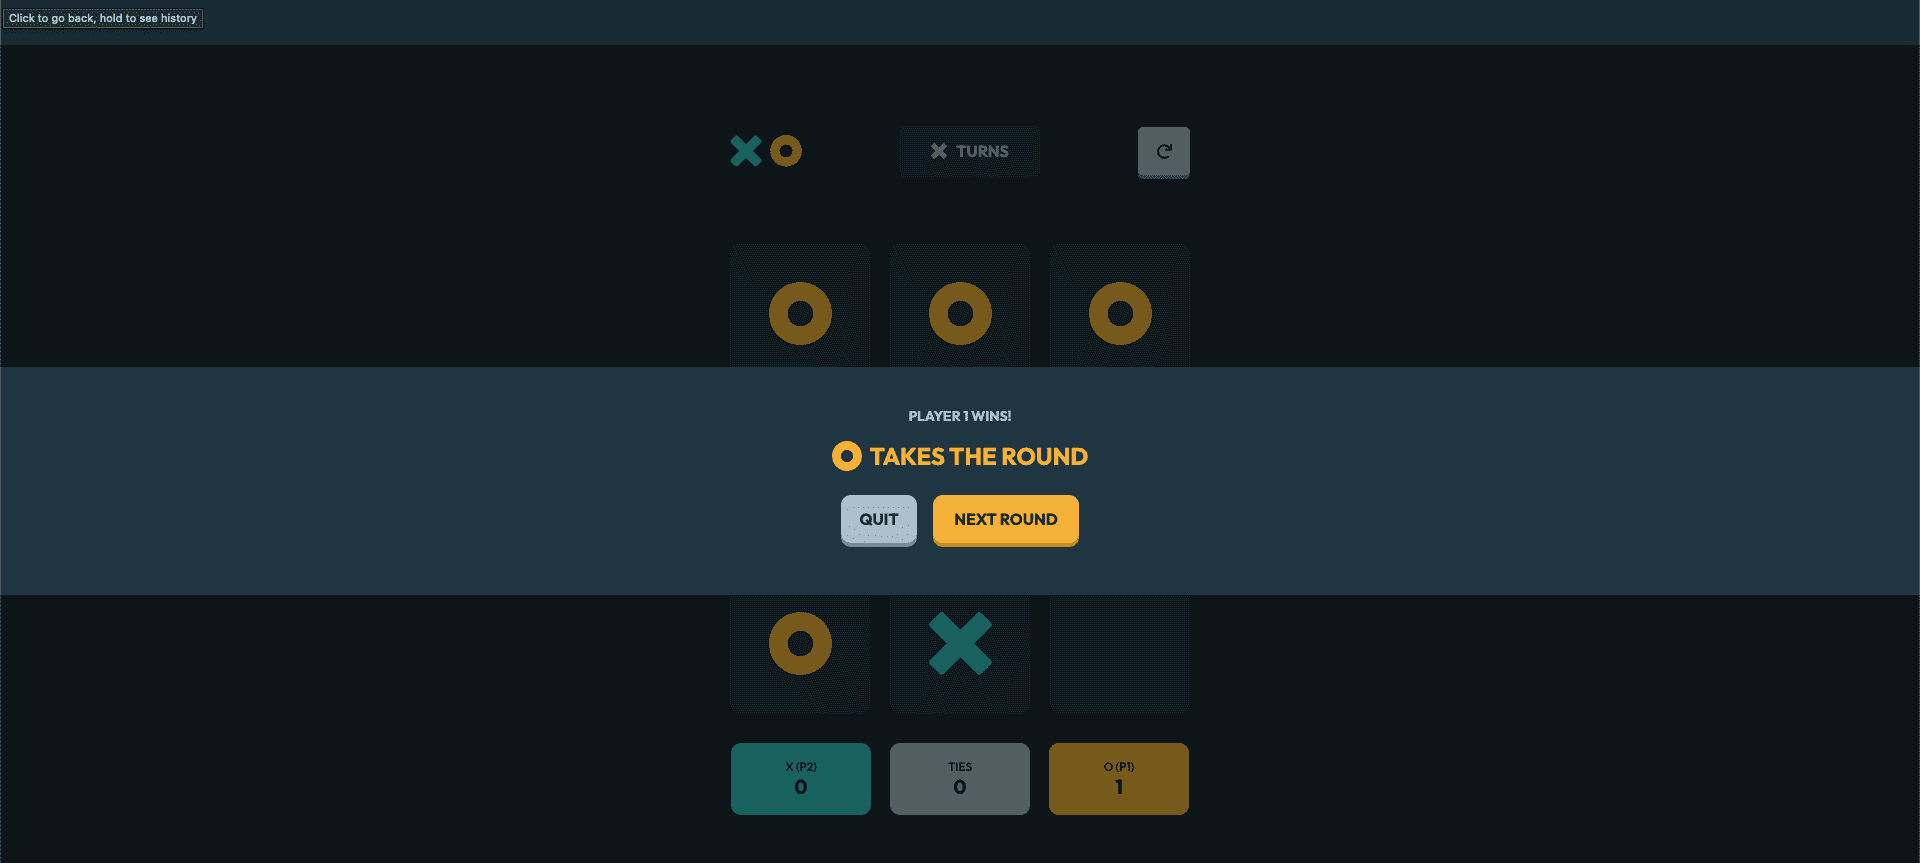 Click to go back, hold to see history
TURNS
PLAYER 1 WINS!
TAKES THE ROUND
QUIT
NEXT ROUND
X (P2)
0
TIES
0
O (P1)
1